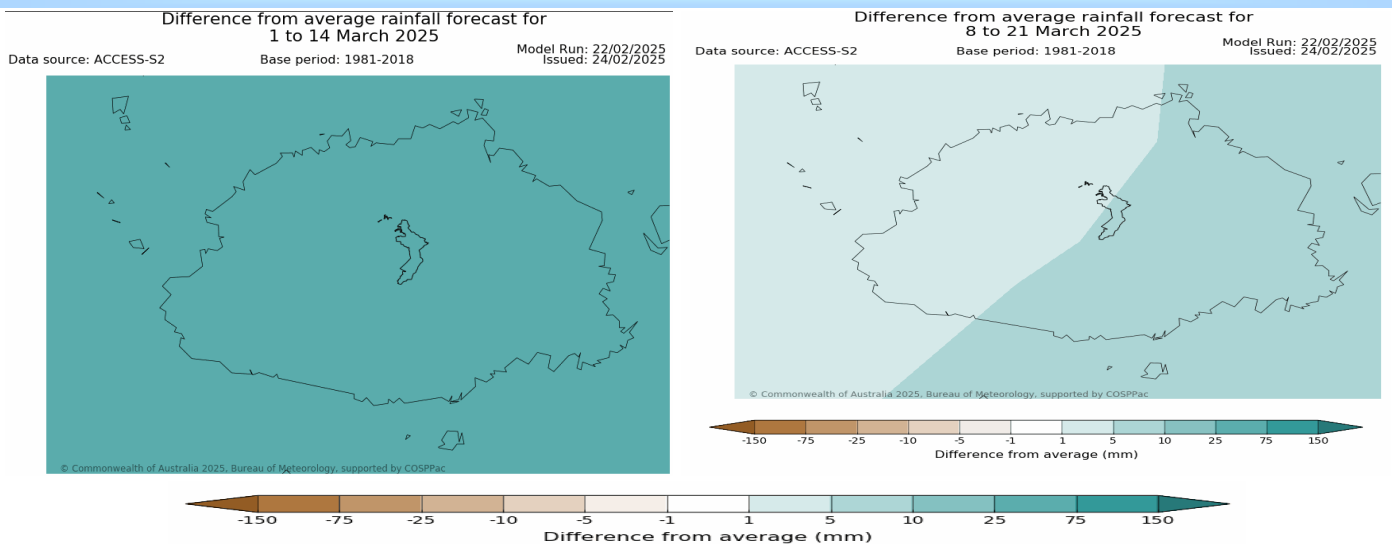 Difference from average rainfall forecast for
1 to 14 March 2025
Model Run: 22/02/2025
Data source: ACCESS-S2 Base period: 1981-2018 Issued: 24/02/2025
© Commonwealth of Australia 2025, Bureau of Meteorology, supported by COSPPac
Difference from average rainfall forecast for
8 to 21 March 2025
Model Run: 22/02/2025
Data source: ACCESS-S2 Base period: 1981-2018 Issued: 24/02/2025
© Commonwealth of Australia 2025, Bureau of Meteorology, supported by COSPPac
-150 -75 -25 -10 -5 -1 1 5 10 25 75 150
Difference from average (mm)
-150 -75 -25 -10 -5 -1 1 5 10 25 75 150
Difference from average (mm)